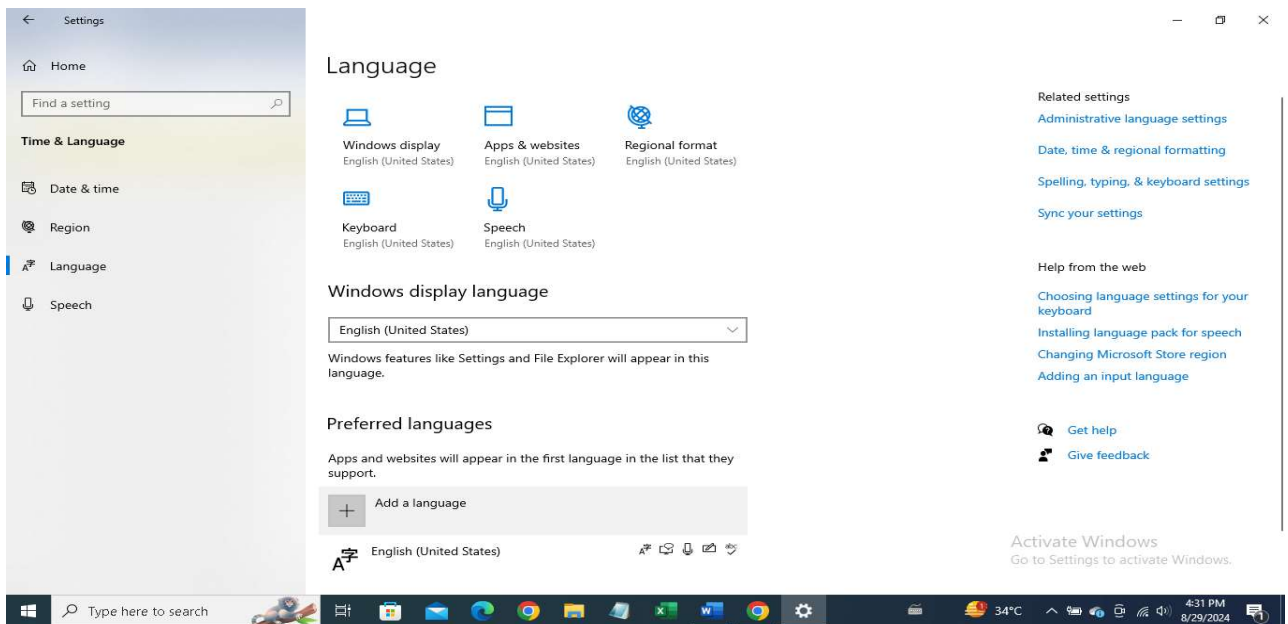 Settings
Home
Find a setting
Time & Language
Date & time
Region
Language
Speech
Language
Windows display
English (United States)
Apps & websites
English (United States)
Regional format
English (United States)
Keyboard
English (United States)
Speech
English (United States)
Windows display language
English (United States)
Windows features like Settings and File Explorer will appear in this
language.
Preferred languages
Apps and websites will appear in the first language in the list that they
support.
Add a language
English (United States)
Related settings
Administrative language settings
Date, time & regional formatting
Spelling, typing, & keyboard settings
Sync your settings
Help from the web
Choosing language settings for your
keyboard
Installing language pack for speech
Changing Microsoft Store region
Adding an input language
Get help
Give feedback
Activate Windows
Go to Settings to activate Windows.
Type here to search
34°C
4:31 PM
8/29/2024